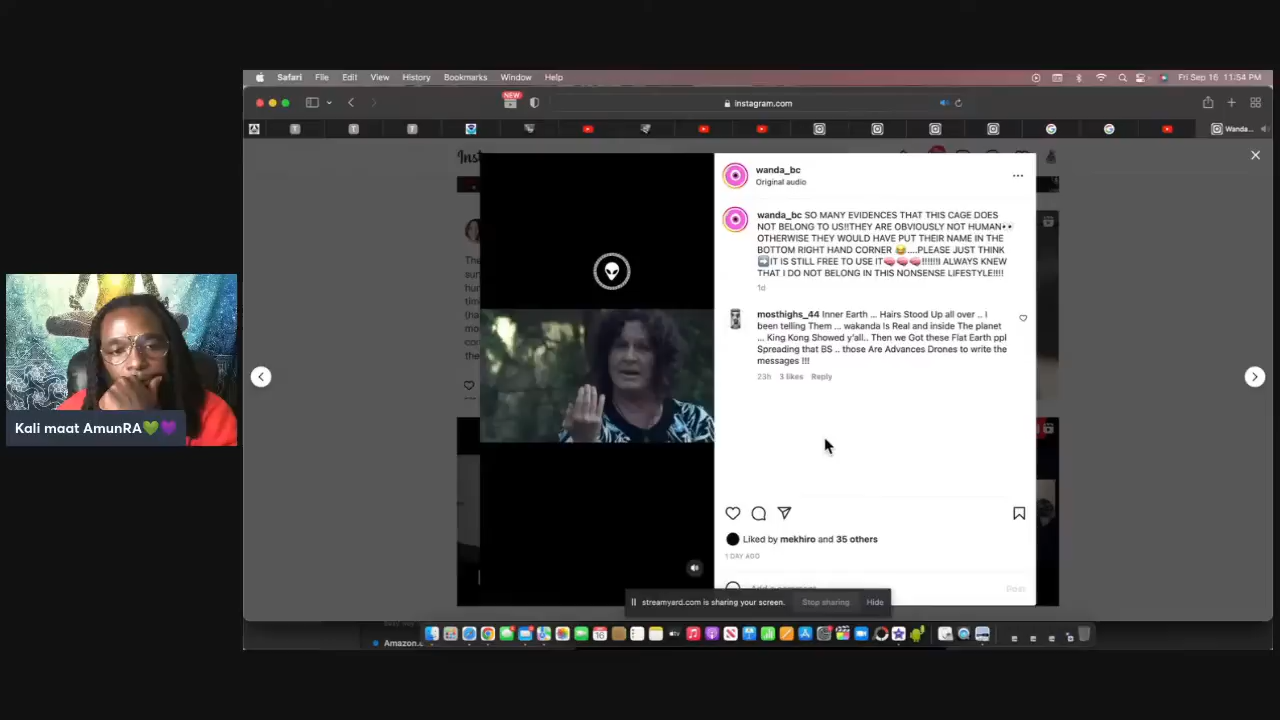 Safari File Edit View History Bookmarks Window Help
Fri Sep 16 11:54 PM
NEW
instagram.com
Wanda...
wanda_bc
Original audio
wanda_bc SO MANY EVIDENCES THAT THIS CAGE DOES
NOT BELONG TO US!!THEY ARE OBVIOUSLY NOT HUMAN👀
OTHERWISE THEY WOULD HAVE PUT THEIR NAME IN THE
BOTTOM RIGHT HAND CORNER 😂....PLEASE JUST THINK
➡️IT IS STILL FREE TO USE IT🧠🧠🧠!!!!!!!I ALWAYS KNEW
THAT I DO NOT BELONG IN THIS NONSENSE LIFESTYLE!!!!
1d
mosthighs_44 Inner Earth ... Hairs Stood Up all over .. I
been telling Them ... wakanda Is Real and inside The planet
... King Kong Showed y'all.. Then we Got these Flat Earth ppl
Spreading that BS .. those Are Advances Drones to write the
messages !!!
23h 3 likes Reply
Kali maat AmunRA💚💜
Liked by mekhiro and 35 others
1 DAY AGO
Add a comment
Post
streamyard.com is sharing your screen. Stop sharing Hide
Amazon.c